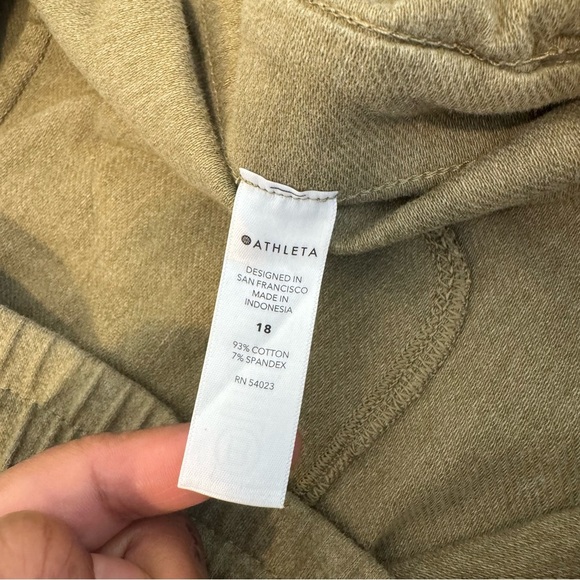 ATHLETA
DESIGNED IN
SAN FRANCISCO
MADE IN
INDONESIA
18
93% COTTON
7% SPANDEX
RN 54023